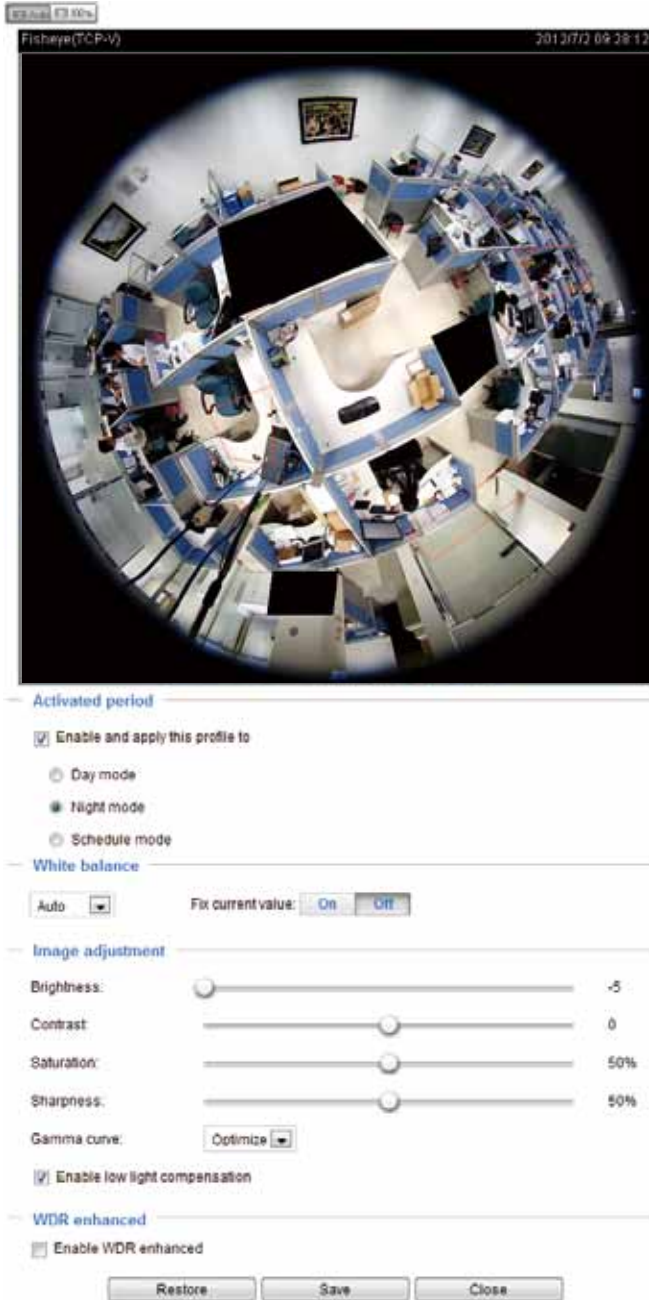 100%
Fisheye(TCP-V) 2012/7/2 09:28:12
Activated period
Enable and apply this profile to
Day mode
Night mode
Schedule mode
White balance
Auto Fix current value: On Off
Image adjustment
Brightness: -5
Contrast: 0
Saturation: 50%
Sharpness: 50%
Gamma curve: Optimize
Enable low light compensation
WDR enhanced
Enable WDR enhanced
Restore Save Close